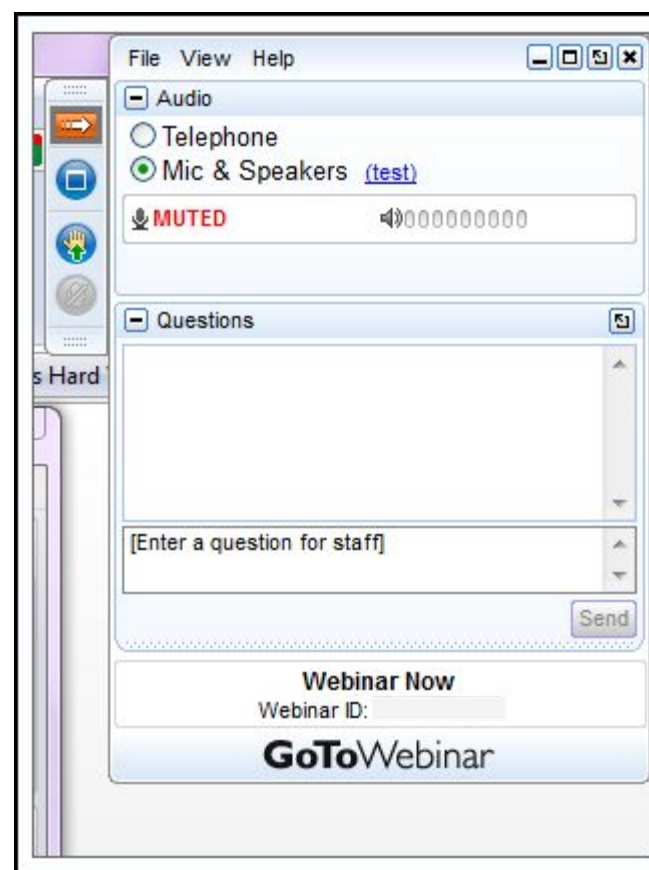 File View Help
Audio
Telephone
Mic & Speakers (test)
MUTED
Questions
s Hard
[Enter a question for staff]
Send
Webinar Now
Webinar ID:
GoToWebinar